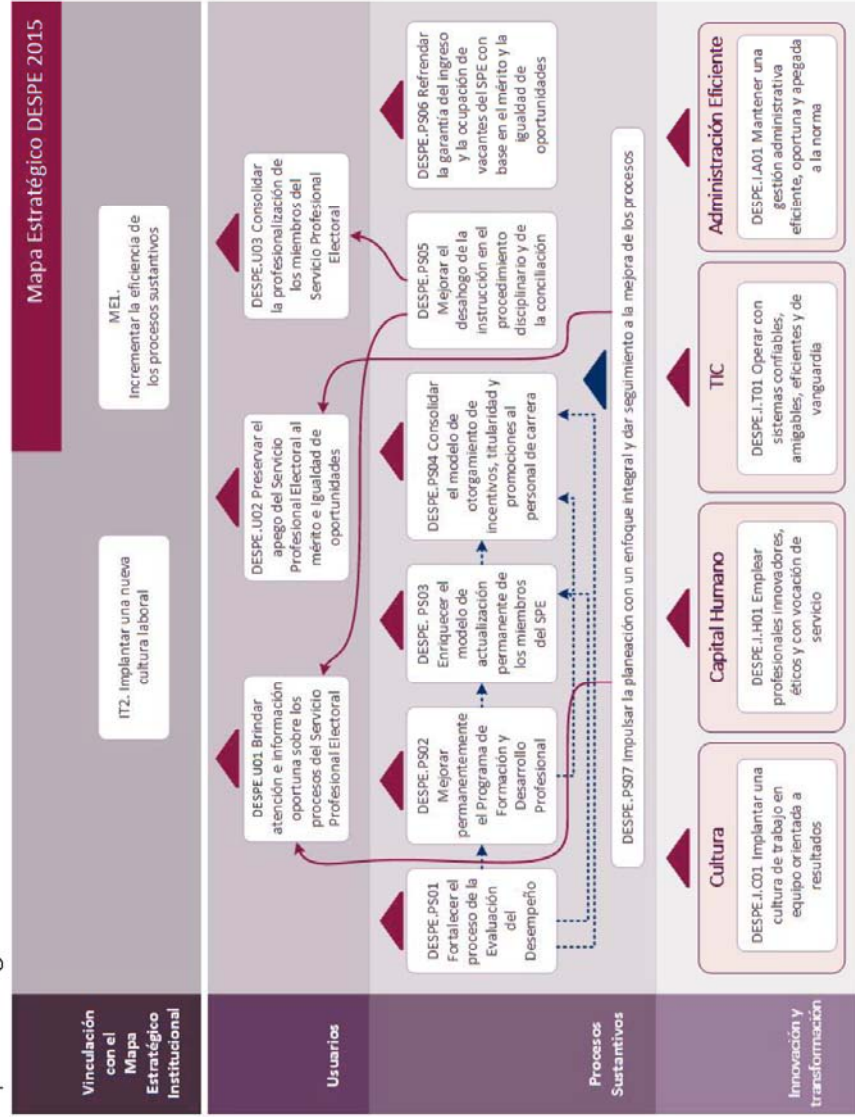 Mapa Estratégico DESPE 2015
Vinculación
con el
Mapa
Estratégico
Institucional
IT2. Implantar una nueva
cultura laboral
ME1.
Incrementar la eficiencia de
los procesos sustantivos
Usuarios
DESPE.U01 Brindar
atención e información
oportuna sobre los
procesos del Servicio
Profesional Electoral
DESPE.U02 Preservar el
apego del Servicio
Profesional Electoral al
mérito e Igualdad de
oportunidades
DESPE.U03 Consolidar
la profesionalización de
los miembros del
Servicio Profesional
Electoral
Procesos
Sustantivos
DESPE.PS01
Fortalecer el
proceso de la
Evaluación
del
Desempeño
DESPE.PS02
Mejorar
permanentemente
el Programa de
Formación y
Desarrollo
Profesional
DESPE. PS03
Enriquecer el
modelo de
actualización
permanente de
los miembros
del SPE
DESPE.PS04 Consolidar
el modelo de
otorgamiento de
incentivos, titularidad y
promociones al
personal de carrera
DESPE.PS05
Mejorar el
desahogo de la
instrucción en el
procedimiento
disciplinario y de
la conciliación
DESPE.PS06 Refrendar
la garantía del ingreso
y la ocupación de
vacantes del SPE con
base en el mérito y la
igualdad de
oportunidades
DESPE.PS07 Impulsar la planeación con un enfoque integral y dar seguimiento a la mejora de los procesos
Innovación y
transformación
Cultura
DESPE.I.C01 Implantar una
cultura de trabajo en
equipo orientada a
resultados
Capital Humano
DESPE.I.H01 Emplear
profesionales innovadores,
éticos y con vocación de
servicio
TIC
DESPE.I.T01 Operar con
sistemas confiables,
amigables, eficientes y de
vanguardia
Administración Eficiente
DESPE.I.A01 Mantener una
gestión administrativa
eficiente, oportuna y apegada
a la norma